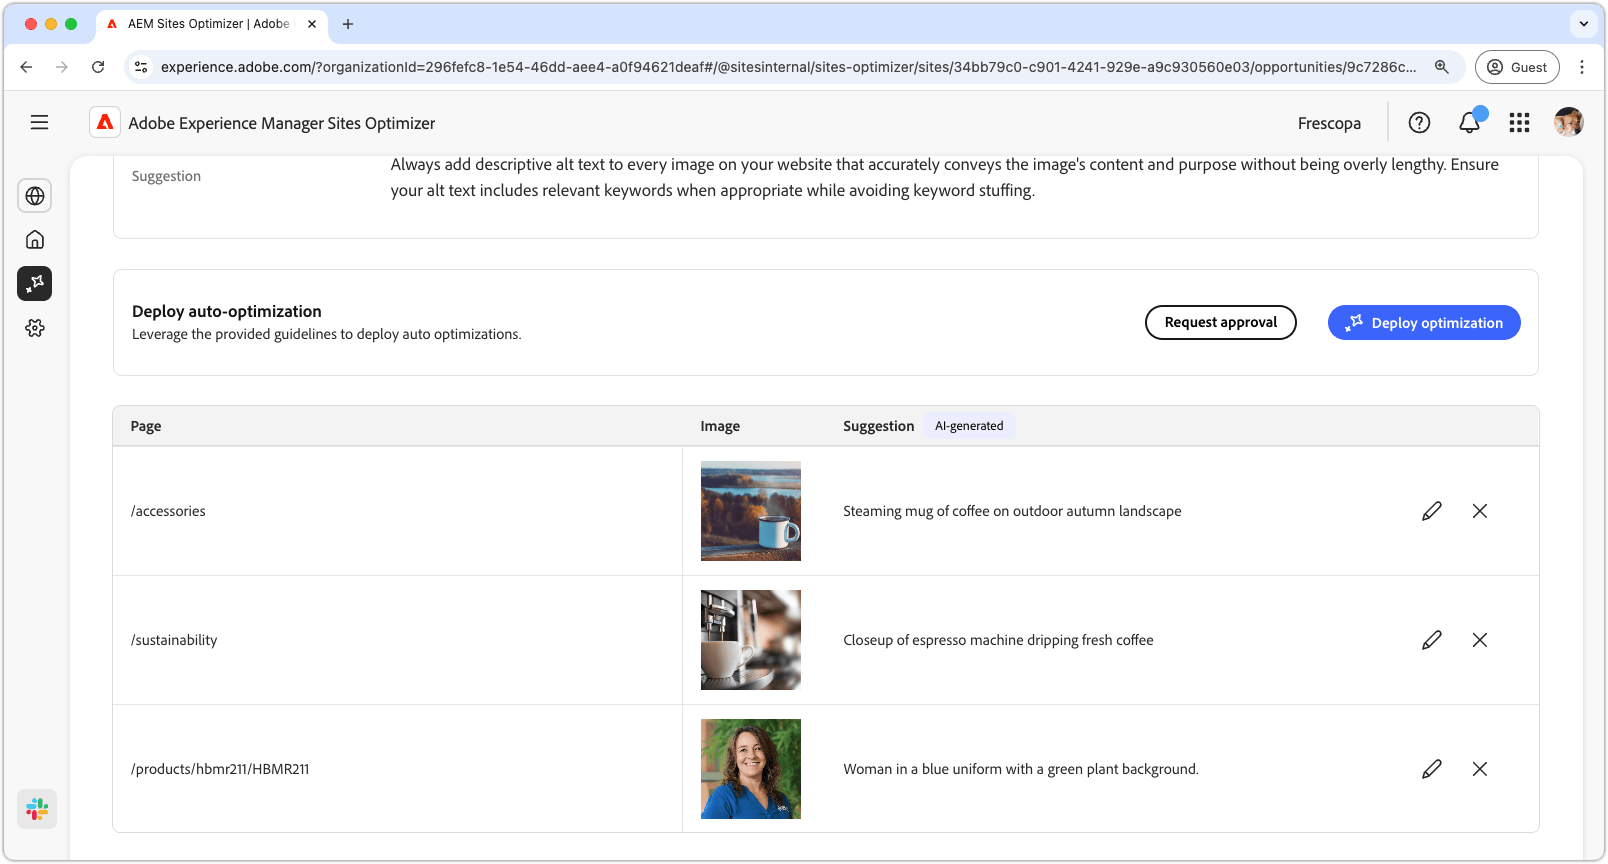 AEM Sites Optimizer | Adobe
experience.adobe.com/?organizationId=296fefc8-1e54-46dd-aee4-a0f94621deaf#/@sitesinternal/sites-optimizer/sites/34bb79c0-c901-4241-929e-a9c930560e03/opportunities/9c7286c...
Guest
Adobe Experience Manager Sites Optimizer
Frescopa
Suggestion
Always add descriptive alt text to every image on your website that accurately conveys the image's content and purpose without being overly lengthy. Ensure
your alt text includes relevant keywords when appropriate while avoiding keyword stuffing.
Deploy auto-optimization
Leverage the provided guidelines to deploy auto optimizations.
Request approval
Deploy optimization
Page
Image
Suggestion
AI-generated
/accessories
Steaming mug of coffee on outdoor autumn landscape
/sustainability
Closeup of espresso machine dripping fresh coffee
/products/hbmr211/HBMR211
Woman in a blue uniform with a green plant background.